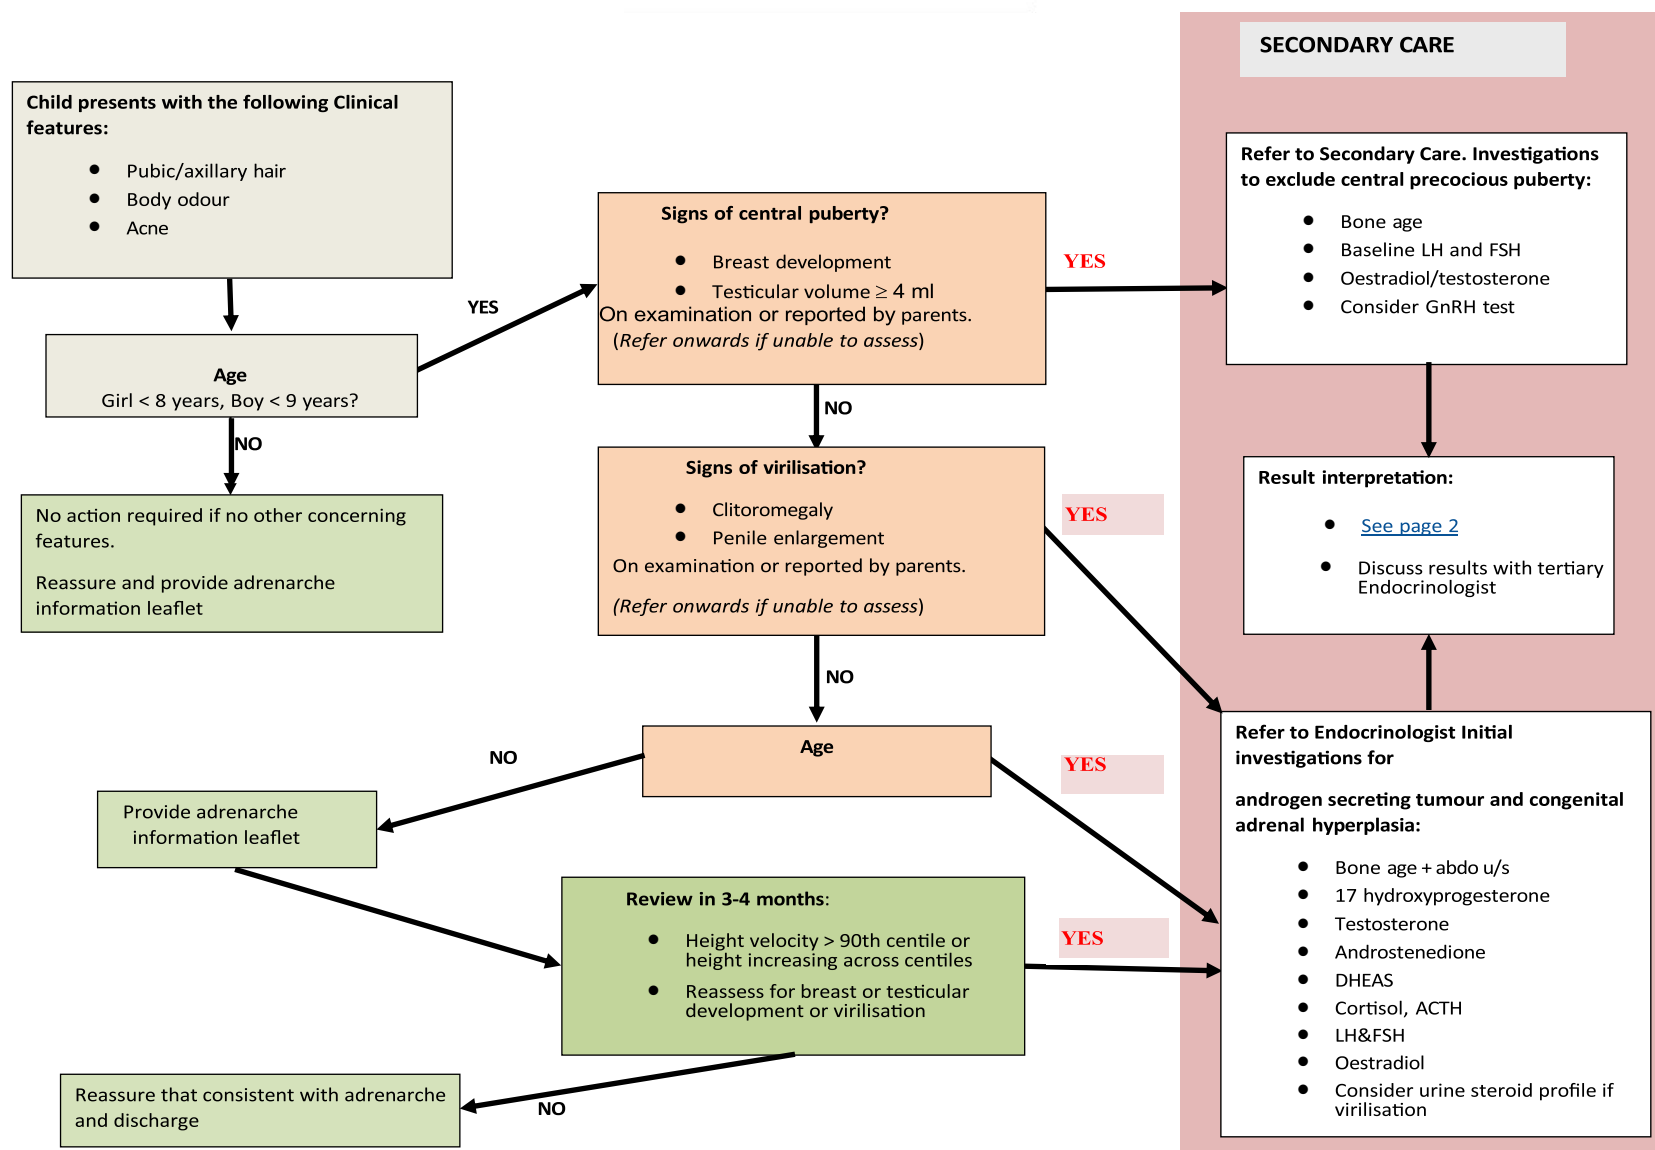 SECONDARY CARE
Child presents with the following Clinical
features:
● Pubic/axillary hair
● Body odour
● Acne
Age
Girl < 8 years, Boy < 9 years?
YES
NO
No action required if no other concerning
features.
Reassure and provide adrenarche
information leaflet
Signs of central puberty?
● Breast development
● Testicular volume ≥ 4 ml
On examination or reported by parents.
(Refer onwards if unable to assess)
YES
NO
Refer to Secondary Care. Investigations
to exclude central precocious puberty:
● Bone age
● Baseline LH and FSH
● Oestradiol/testosterone
● Consider GnRH test
Signs of virilisation?
● Clitoromegaly
● Penile enlargement
On examination or reported by parents.
(Refer onwards if unable to assess)
YES
NO
Result interpretation:
● See page 2
● Discuss results with tertiary
Endocrinologist
Age
NO
YES
Provide adrenarche
information leaflet
Review in 3-4 months:
● Height velocity > 90th centile or
height increasing across centiles
● Reassess for breast or testicular
development or virilisation
YES
NO
Reassure that consistent with adrenarche
and discharge
Refer to Endocrinologist Initial
investigations for
androgen secreting tumour and congenital
adrenal hyperplasia:
● Bone age + abdo u/s
● 17 hydroxyprogesterone
● Testosterone
● Androstenedione
● DHEAS
● Cortisol, ACTH
● LH&FSH
● Oestradiol
● Consider urine steroid profile if
virilisation